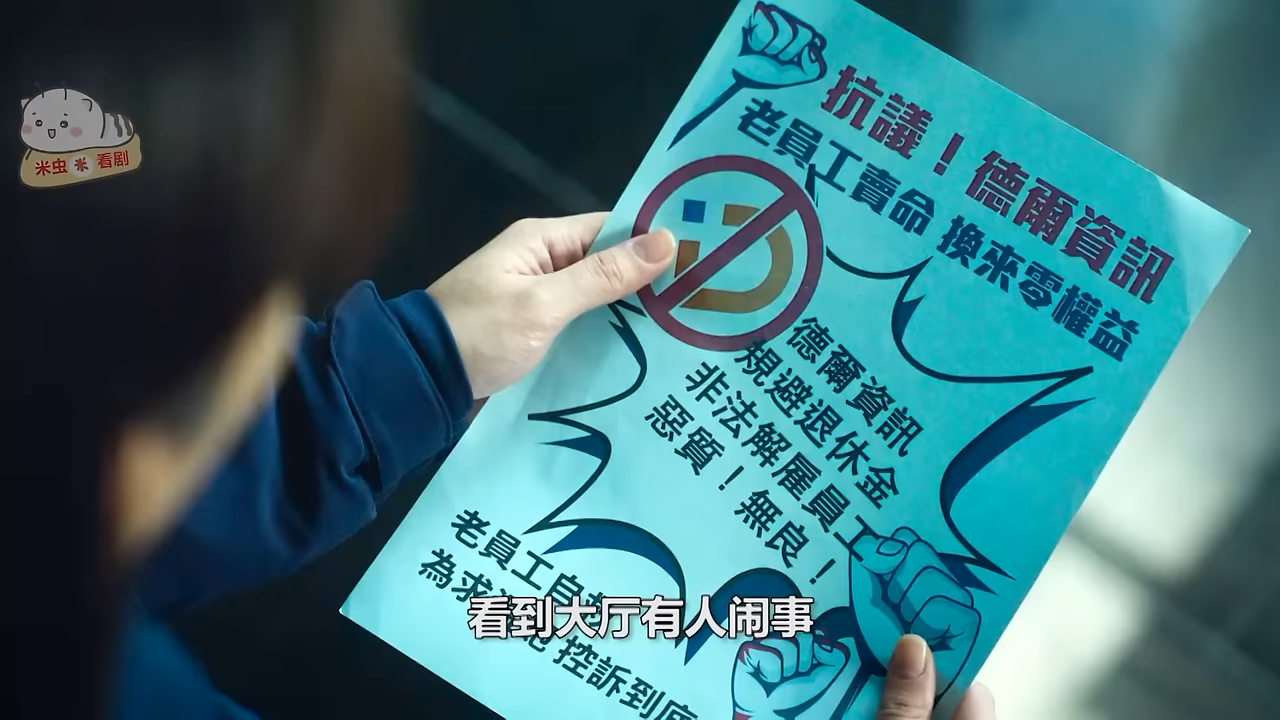 米虫 米 看剧
抗議！德爾資訊
老員工賣命 換來零權益
德爾資訊
規避退休金
非法解雇員工
惡質！無良！
老員工自
為求
控訴到底
看到大厅有人闹事